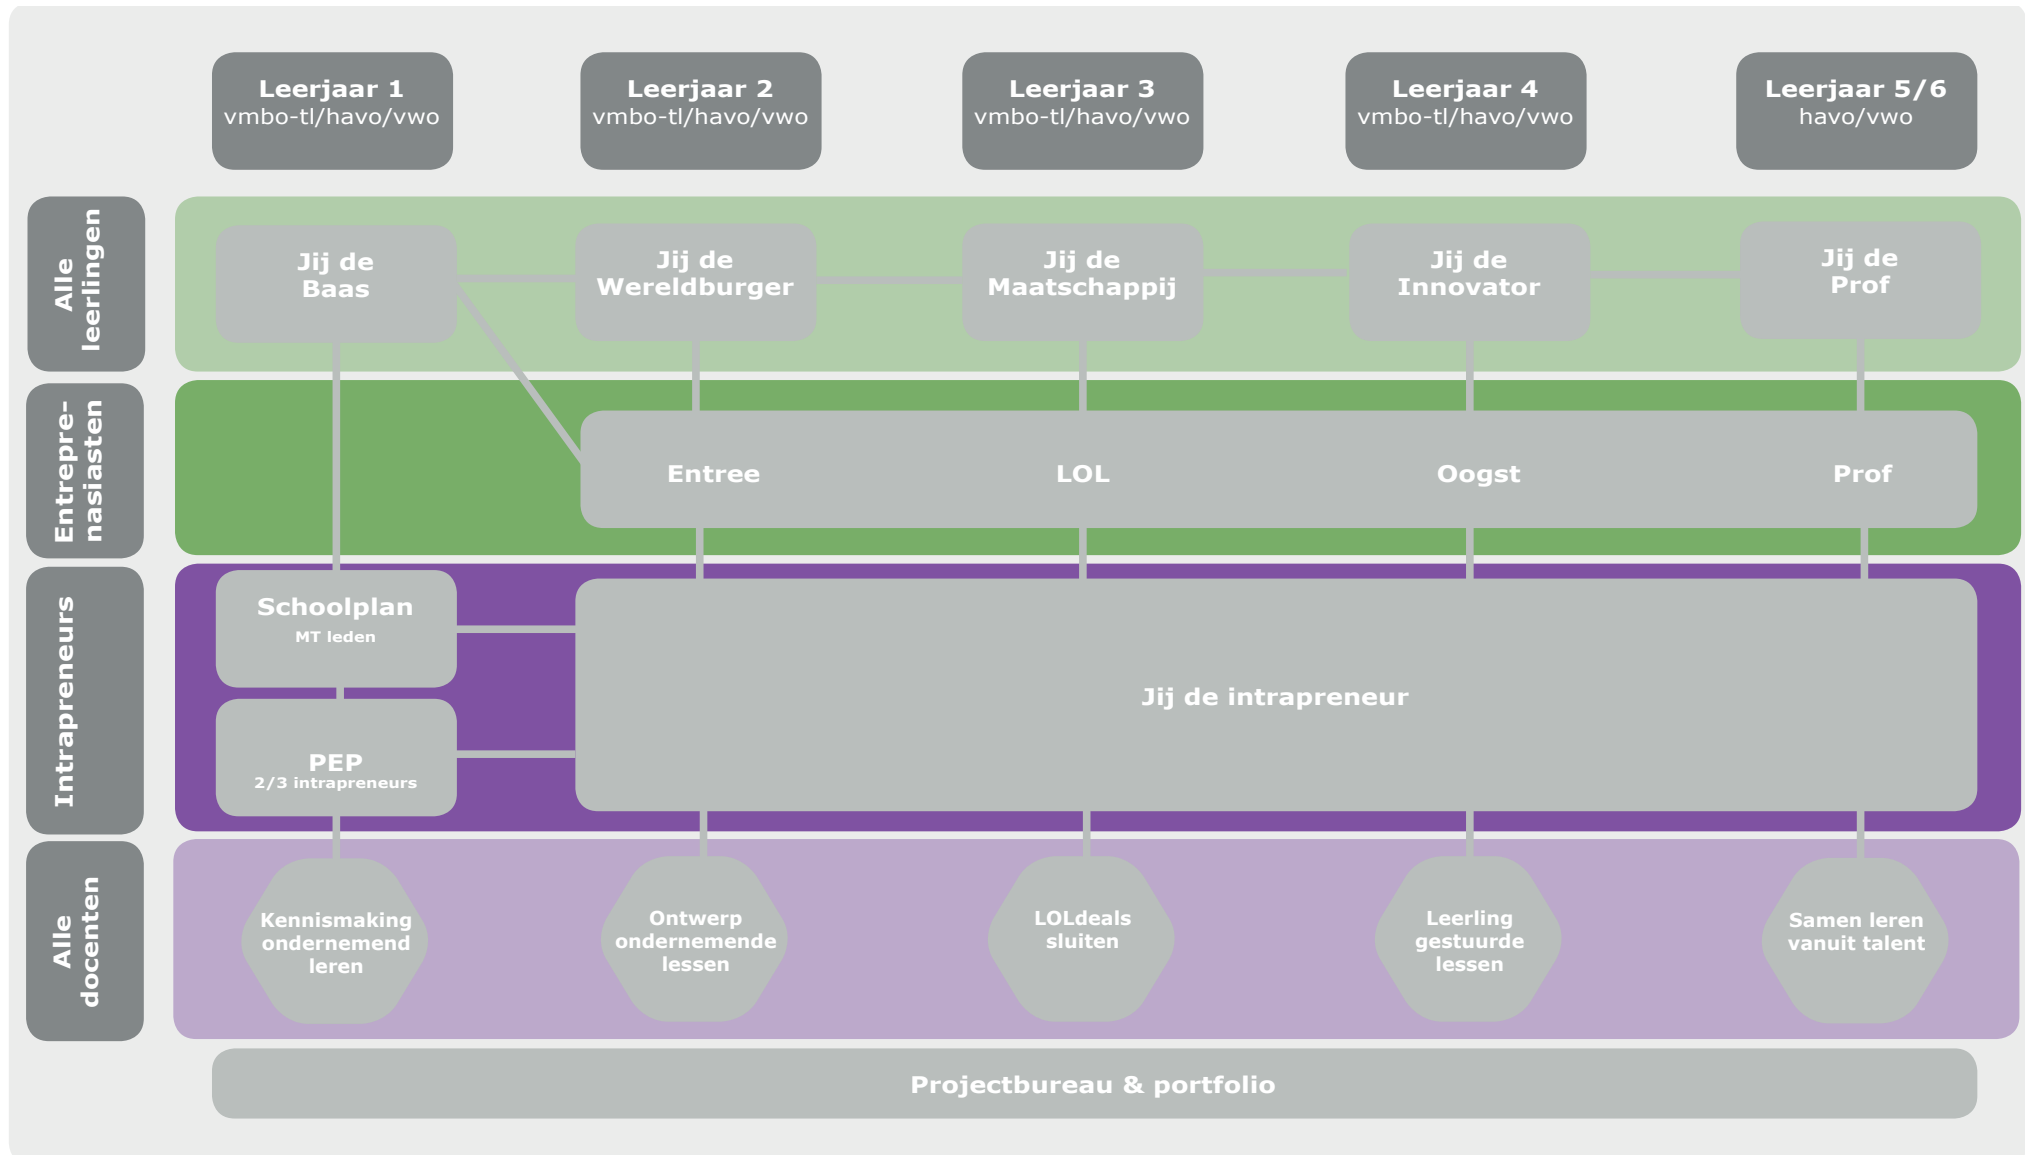 Leerjaar 1
vmbo-tl/havo/vwo
Leerjaar 2
vmbo-tl/havo/vwo
Leerjaar 3
vmbo-tl/havo/vwo
Leerjaar 4
vmbo-tl/havo/vwo
Leerjaar 5/6
havo/vwo
Alle
leerlingen
Jij de
Baas
Jij de
Wereldburger
Jij de
Maatschappij
Jij de
Innovator
Jij de
Prof
Entrepre-
nasiasten
Entree
LOL
Oogst
Prof
Intrapreneurs
Schoolplan
MT leden
PEP
2/3 intrapreneurs
Jij de intrapreneur
Alle
docenten
Kennismaking
ondernemend
leren
Ontwerp
ondernemende
lessen
LOLdeals
sluiten
Leerling
gestuurde
lessen
Samen leren
vanuit talent
Projectbureau & portfolio